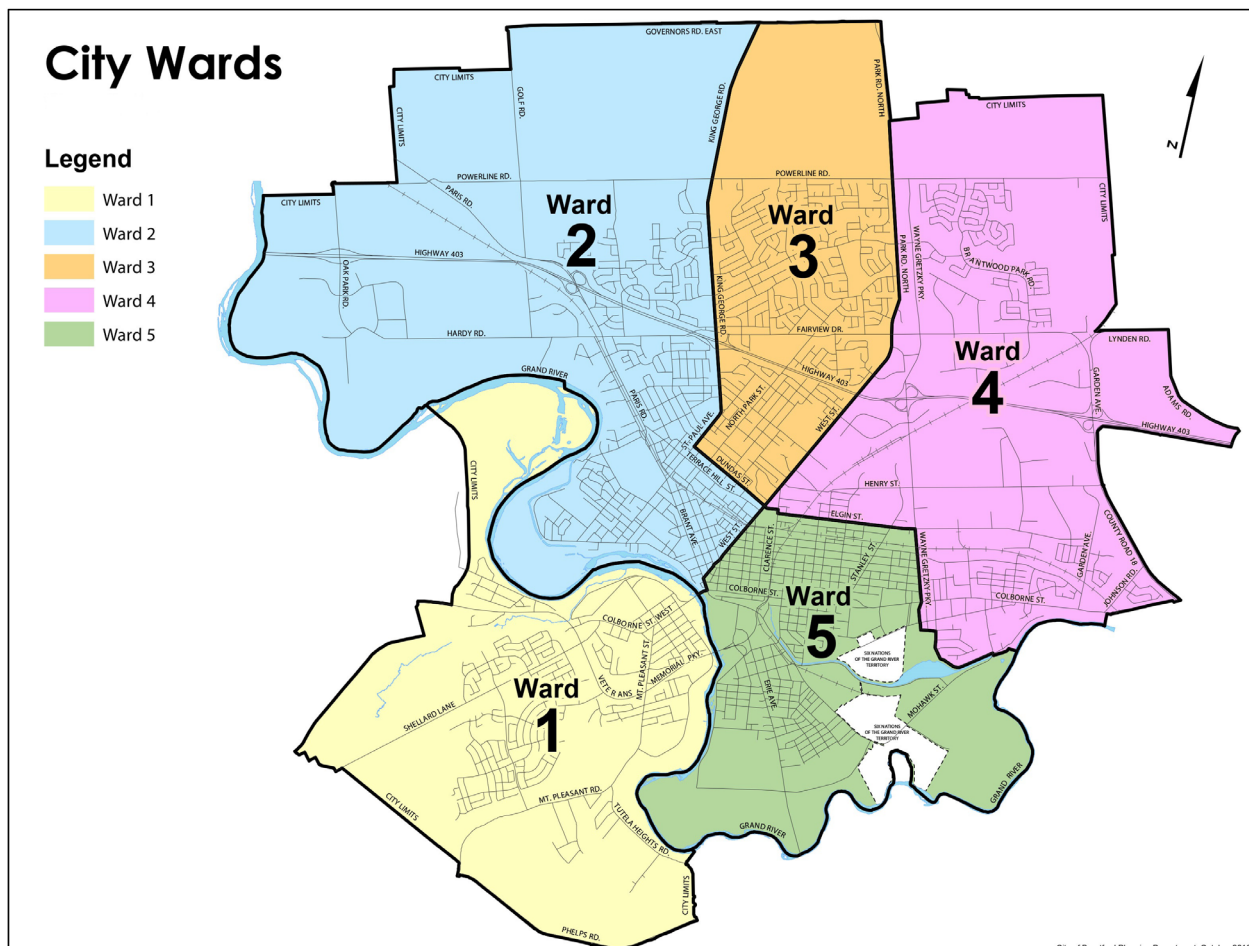 City Wards
Legend
Ward 1
Ward 2
Ward 3
Ward 4
Ward 5
GOVERNORS RD. EAST
CITY LIMITS
CITY LIMITS
GOLF RD.
KING GEORGE RD.
PARK RD. NORTH
CITY LIMITS
N
POWERLINE RD.
PARIS RD.
CITY LIMITS
POWERLINE RD.
CITY LIMITS
Ward
2
Ward
3
HIGHWAY 403
OAK PARK RD.
KING GEORGE RD.
PARK RD. NORTH
WAYNE GRETZKY PKY.
BRANTWOOD PARK RD.
HARDY RD.
FAIRVIEW DR.
LYNDEN RD.
Ward
4
GRAND RIVER
PARIS RD.
HIGHWAY 403
NORTH PARK ST.
WEST ST.
GARDEN AVE.
ADAMS RD.
HIGHWAY 403
ST. PAUL AVE.
TERRACE HILL ST.
DUNDAS ST.
CITY LIMITS
HENRY ST.
BRANT AVE.
WEST ST.
ELGIN ST.
CLARENCE ST.
STANLEY ST.
WAYNE GRETZKY PKY.
GARDEN AVE.
COUNTY ROAD 18
JOHNSON RD.
COLBORNE ST.
COLBORNE ST.
Ward
5
COLBORNE ST. WEST
MT. PLEASANT ST.
VETERANS MEMORIAL PKY.
SIX NATIONS
OF THE GRAND RIVER
TERRITORY
Ward
1
SHELLARD LANE
ERIE AVE.
MOHAWK ST.
SIX NATIONS
OF THE GRAND RIVER
TERRITORY
MT. PLEASANT RD.
TUTELA HEIGHTS RD.
CITY LIMITS
GRAND RIVER
GRAND RIVER
CITY LIMITS
PHELPS RD.